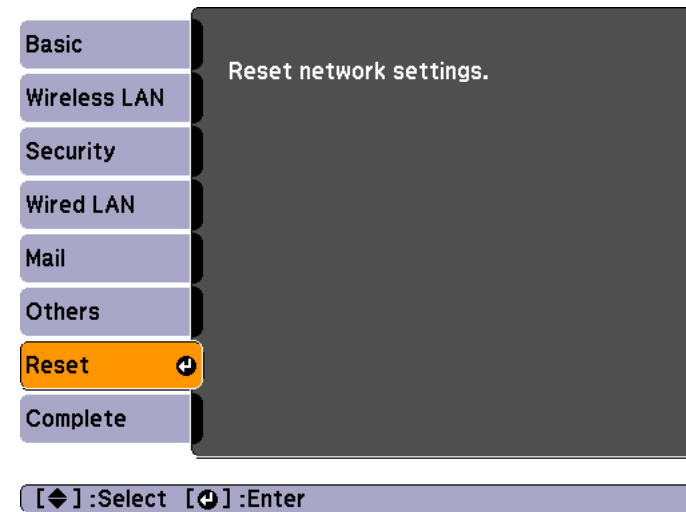 Basic
Wireless LAN
Security
Wired LAN
Mail
Others
Reset
Complete
Reset network settings.
[◆]:Select [⏎]:Enter